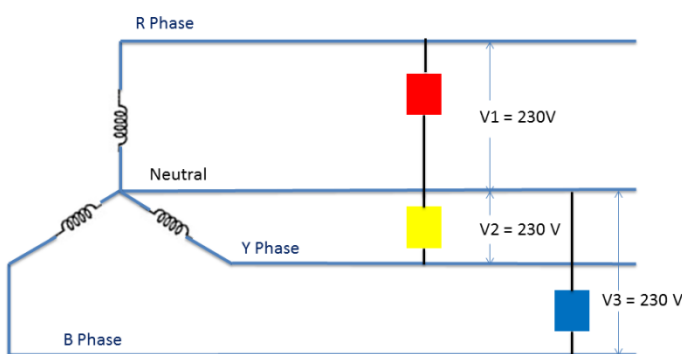 R Phase
V1 = 230V
Neutral
V2 = 230 V
Y Phase
V3 = 230 V
B Phase